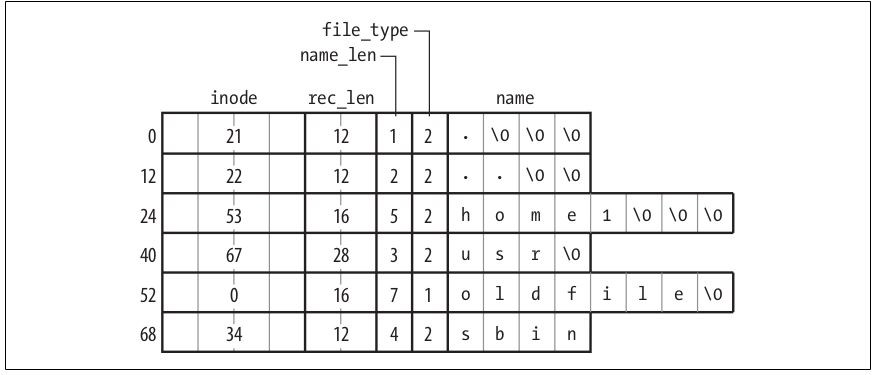 file_type
name_len
inode rec_len name
0 21 12 1 2 . \0 \0 \0
12 22 12 2 2 . . \0 \0
24 53 16 5 2 h o m e 1 \0 \0 \0
40 67 28 3 2 u s r \0
52 0 16 7 1 o l d f i l e \0
68 34 12 4 2 s b i n